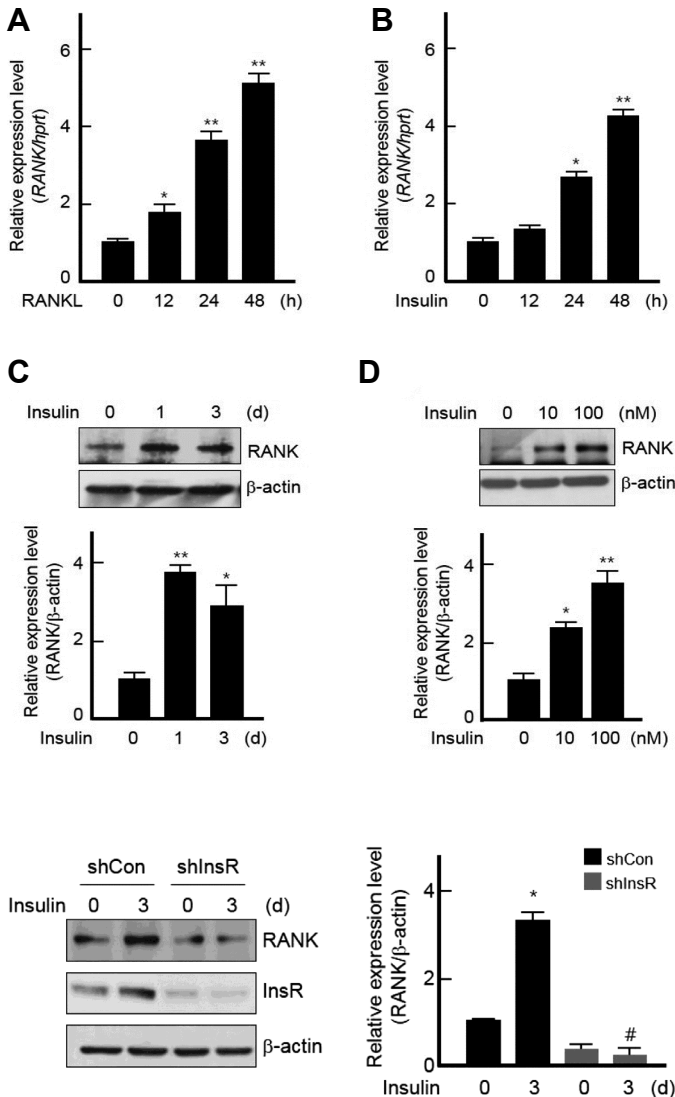 A
Relative expression level
(RANK/hprt)
6
4
2
0
*
**
**
RANKL 0 12 24 48 (h)
B
Relative expression level
(RANK/hprt)
6
4
2
0
*
**
Insulin 0 12 24 48 (h)
C
Insulin 0 1 3 (d)
RANK
β-actin
Relative expression level
(RANK/β-actin)
4
2
0
**
*
Insulin 0 1 3 (d)
D
Insulin 0 10 100 (nM)
RANK
β-actin
Relative expression level
(RANK/β-actin)
4
2
0
*
**
Insulin 0 10 100 (nM)
shCon shInsR
Insulin 0 3 0 3 (d)
RANK
InsR
β-actin
Relative expression level
(RANK/β-actin)
4
2
0
shCon
shInsR
*
#
Insulin 0 3 0 3 (d)